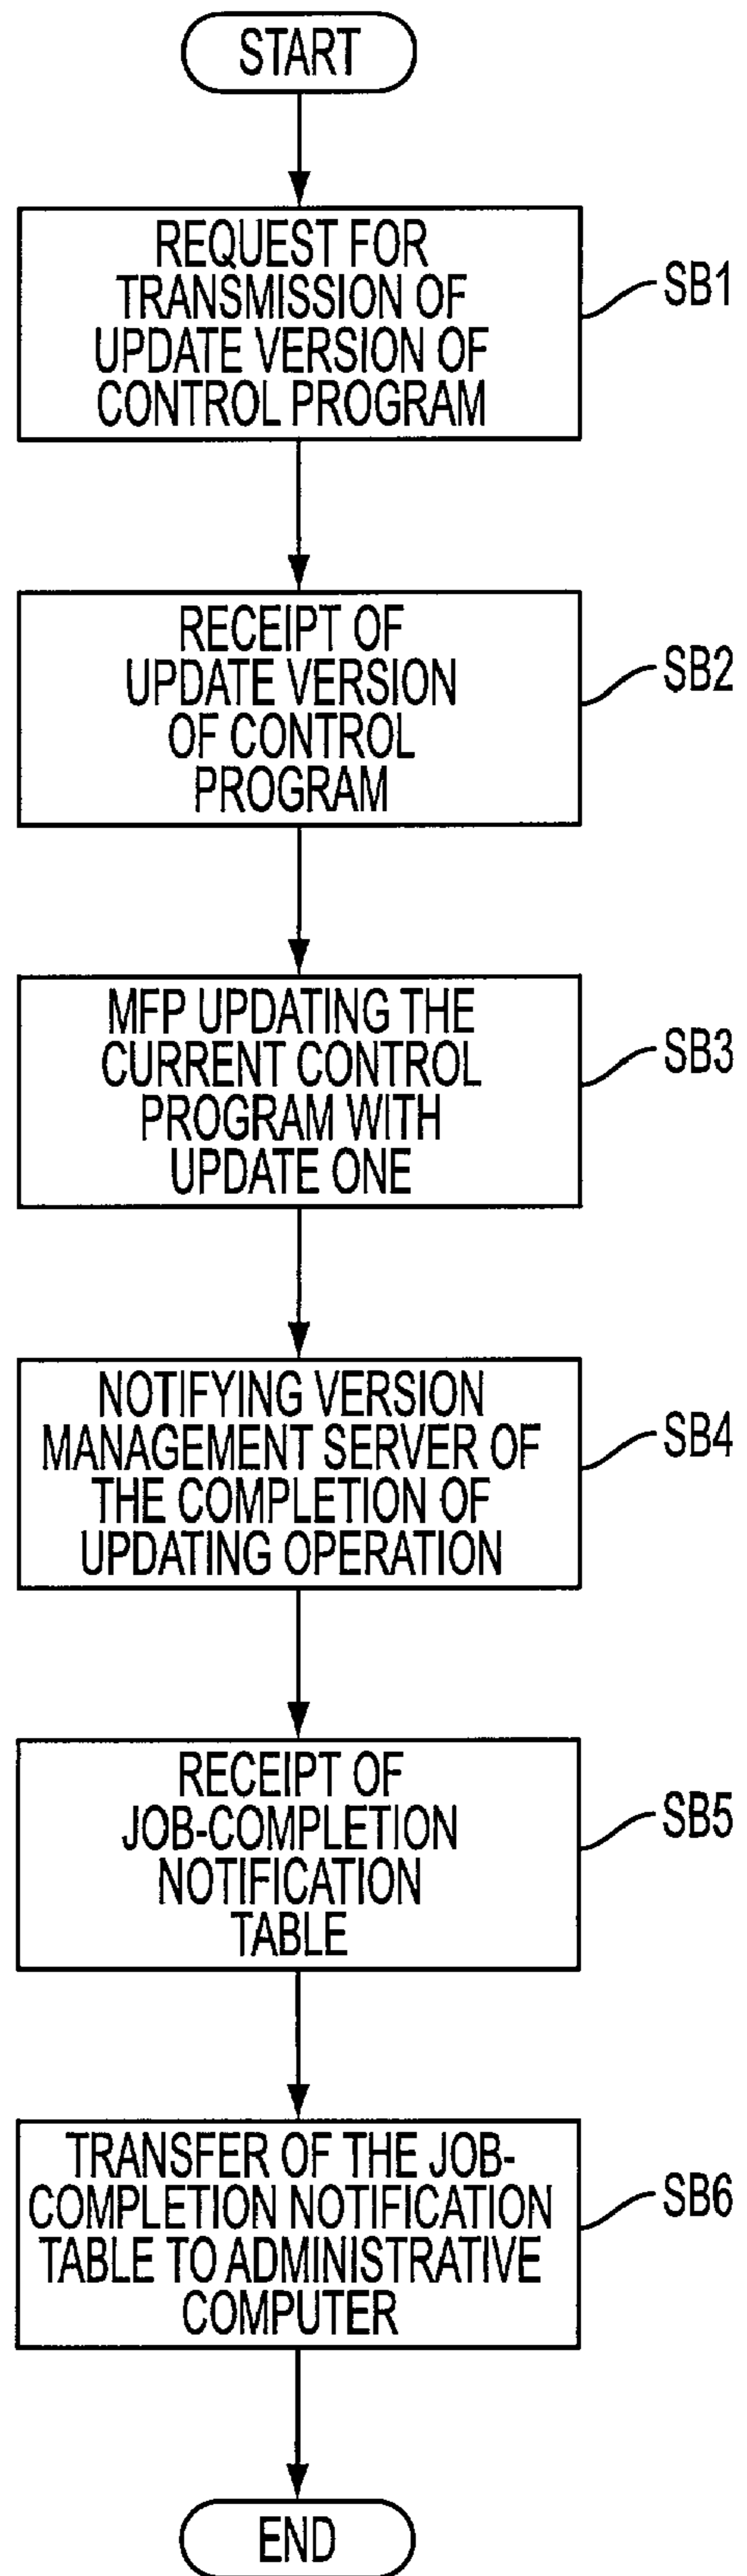 START
REQUEST FOR
TRANSMISSION OF
UPDATE VERSION OF
CONTROL PROGRAM
SB1
RECEIPT OF
UPDATE VERSION
OF CONTROL
PROGRAM
SB2
MFP UPDATING THE
CURRENT CONTROL
PROGRAM WITH
UPDATE ONE
SB3
NOTIFYING VERSION
MANAGEMENT SERVER OF
THE COMPLETION OF
UPDATING OPERATION
SB4
RECEIPT OF
JOB-COMPLETION
NOTIFICATION
TABLE
SB5
TRANSFER OF THE JOB-
COMPLETION NOTIFICATION
TABLE TO ADMINISTRATIVE
COMPUTER
SB6
END